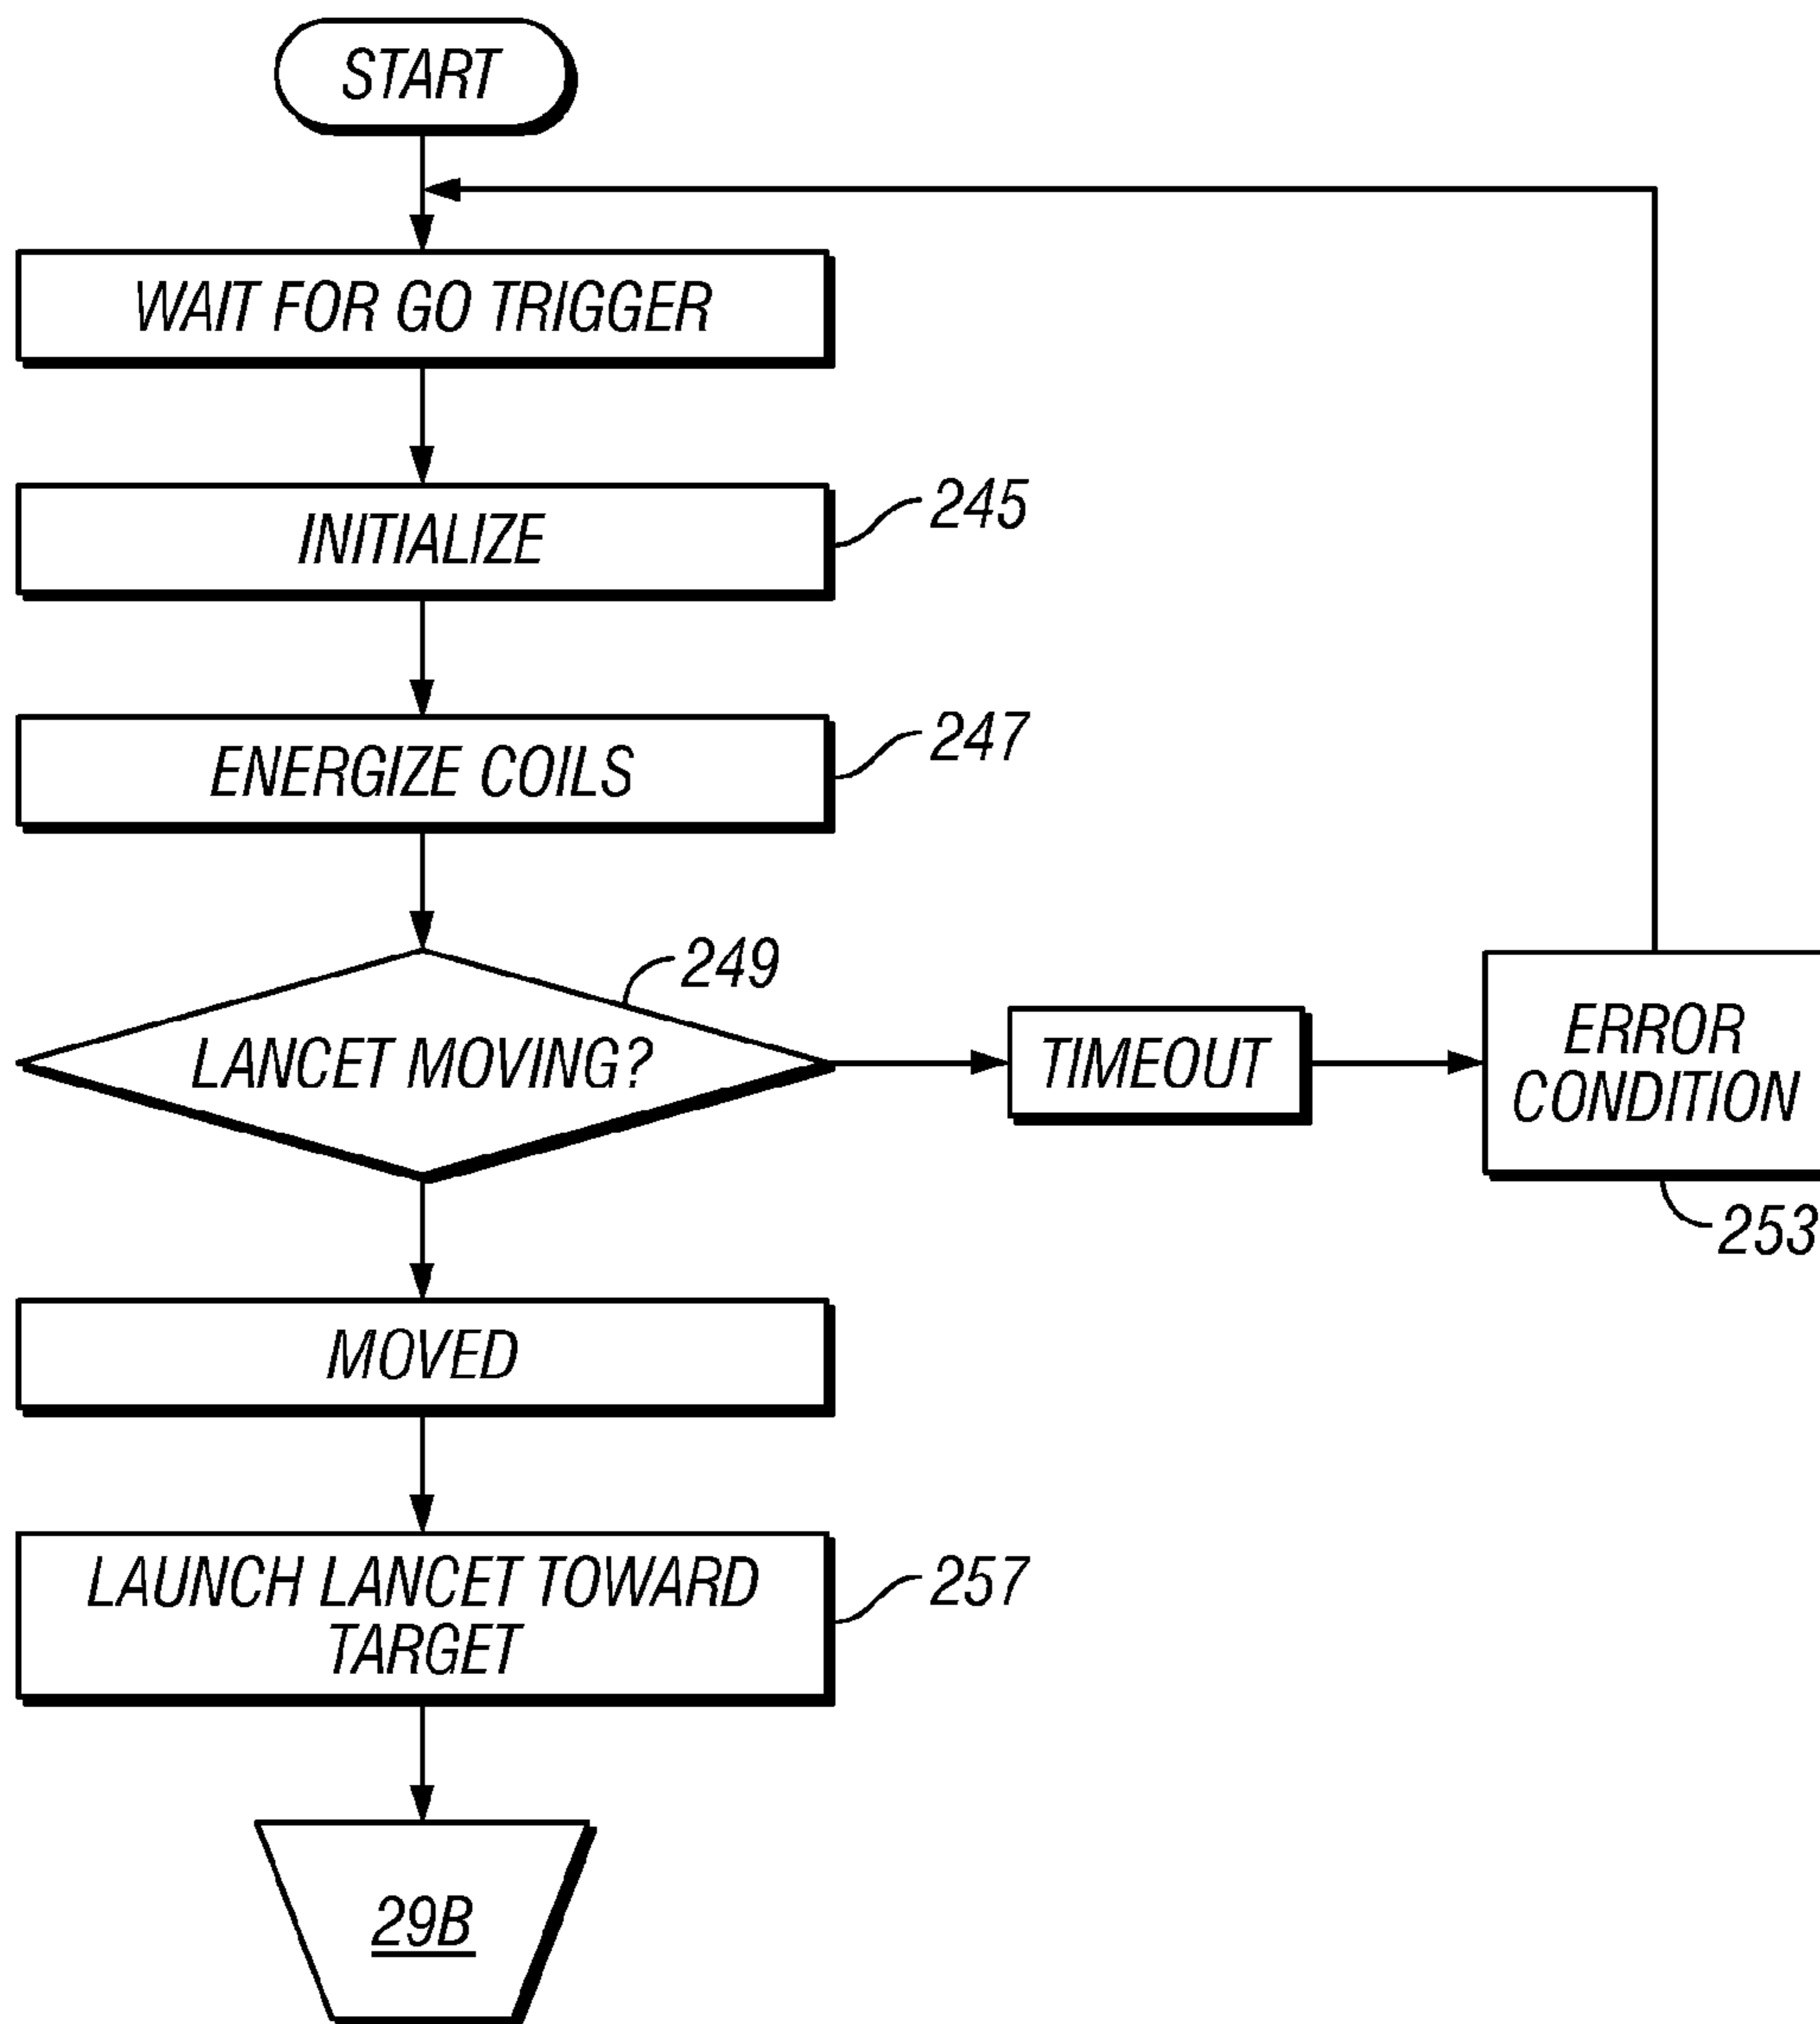 START
WAIT FOR GO TRIGGER
INITIALIZE
245
ENERGIZE COILS
247
249
LANCET MOVING?
TIMEOUT
ERROR
CONDITION
253
MOVED
LAUNCH LANCET TOWARD
TARGET
257
29B